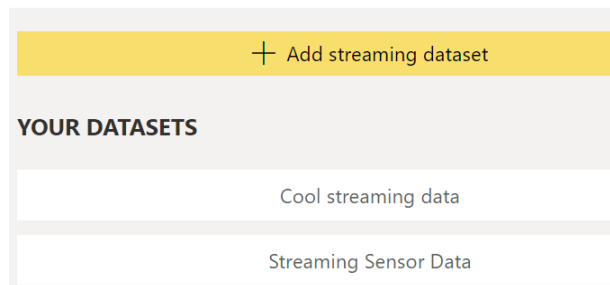 + Add streaming dataset
YOUR DATASETS
Cool streaming data
Streaming Sensor Data